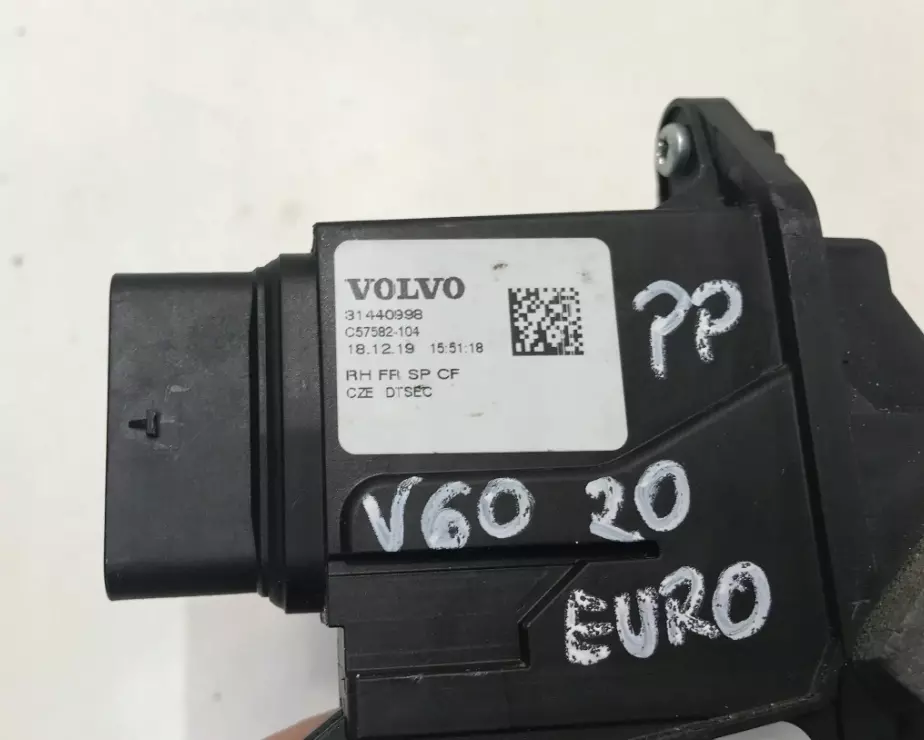 VOLVO
31440998
C57582-104
18.12.19 15:51:18
RH FR SP CF
CZE DTSEC
PP
V60 20
EURO